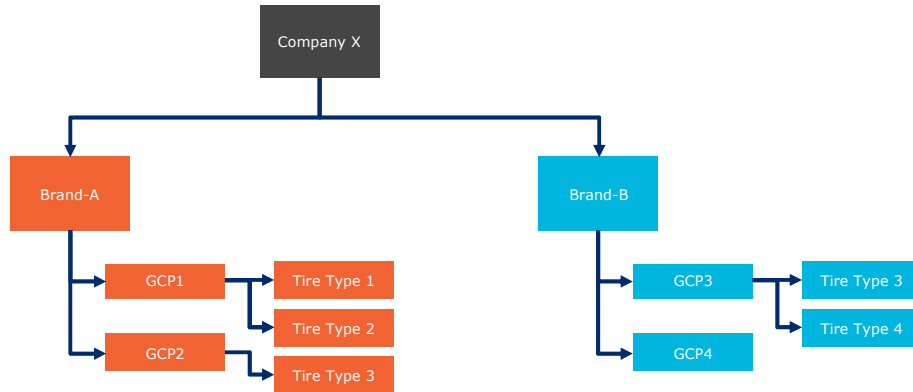 Company X
Brand-A
Brand-B
GCP1
Tire Type 1
GCP3
Tire Type 3
Tire Type 2
Tire Type 4
GCP2
GCP4
Tire Type 3